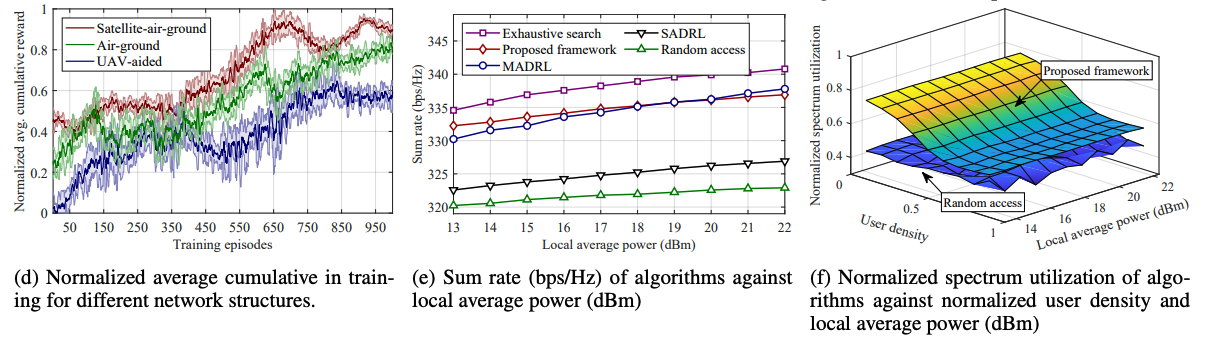 Normalized avg. cumulative reward
1
0.8
0.6
0.4
0.2
0
Satellite-air-ground
Air-ground
UAV-aided
50 150 250 350 450 550 650 750 850 950
Training episodes
(d) Normalized average cumulative in train-
ing for different network structures.
Sum rate (bps/Hz)
345
340
335
330
325
320
Exhaustive search
Proposed framework
MADRL
SADRL
Random access
13 14 15 16 17 18 19 20 21 22
Local average power (dBm)
(e) Sum rate (bps/Hz) of algorithms against
local average power (dBm)
Normalized spectrum utilization
1
0.8
0.6
0.4
Proposed framework
Random access
0
0.5
1
User density
14
16
18
20
22
Local average power (dBm)
(f) Normalized spectrum utilization of algo-
rithms against normalized user density and
local average power (dBm)